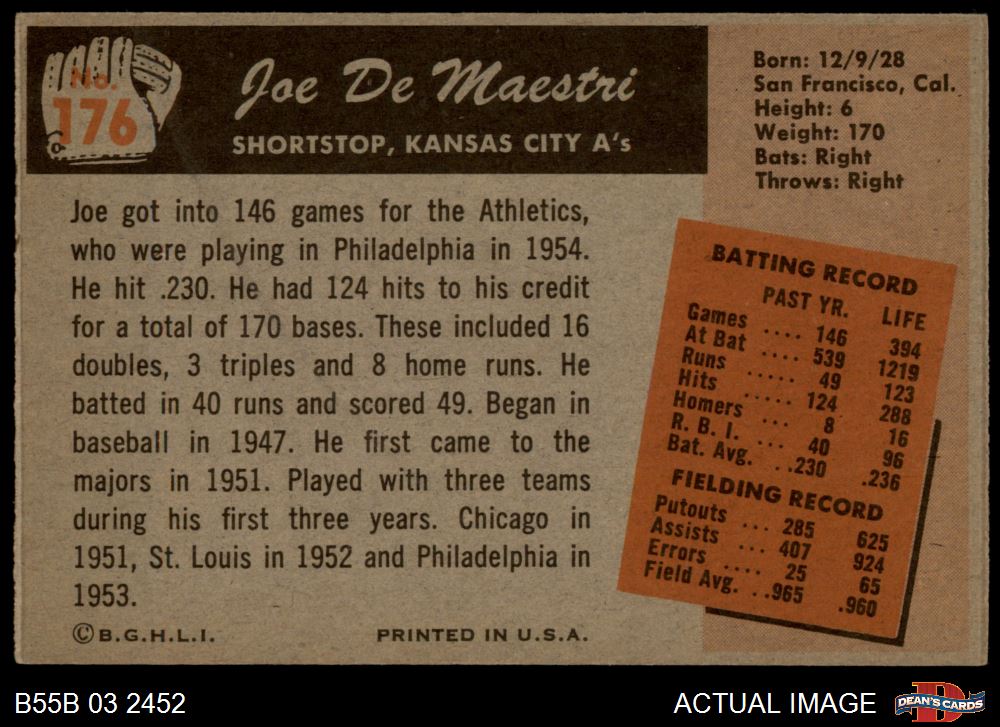 No.
176
Joe De Maestri
SHORTSTOP, KANSAS CITY A's
Born: 12/9/28
San Francisco, Cal.
Height: 6
Weight: 170
Bats: Right
Throws: Right
Joe got into 146 games for the Athletics,
who were playing in Philadelphia in 1954.
He hit .230. He had 124 hits to his credit
for a total of 170 bases. These included 16
doubles, 3 triples and 8 home runs. He
batted in 40 runs and scored 49. Began in
baseball in 1947. He first came to the
majors in 1951. Played with three teams
during his first three years. Chicago in
1951, St. Louis in 1952 and Philadelphia in
1953.
©B.G.H.L.I. PRINTED IN U.S.A.
BATTING RECORD
PAST YR. LIFE
Games .... 146 394
At Bat .... 539 1219
Runs ..... 49 123
Hits ..... 124 288
Homers ... 8 16
R. B. I. ... 40 96
Bat. Avg. ..230 .236
FIELDING RECORD
Putouts ... 285 625
Assists ... 407 924
Errors .... 25 65
Field Avg. ..965 .960
B55B 03 2452 ACTUAL IMAGE DEAN'S CARDS